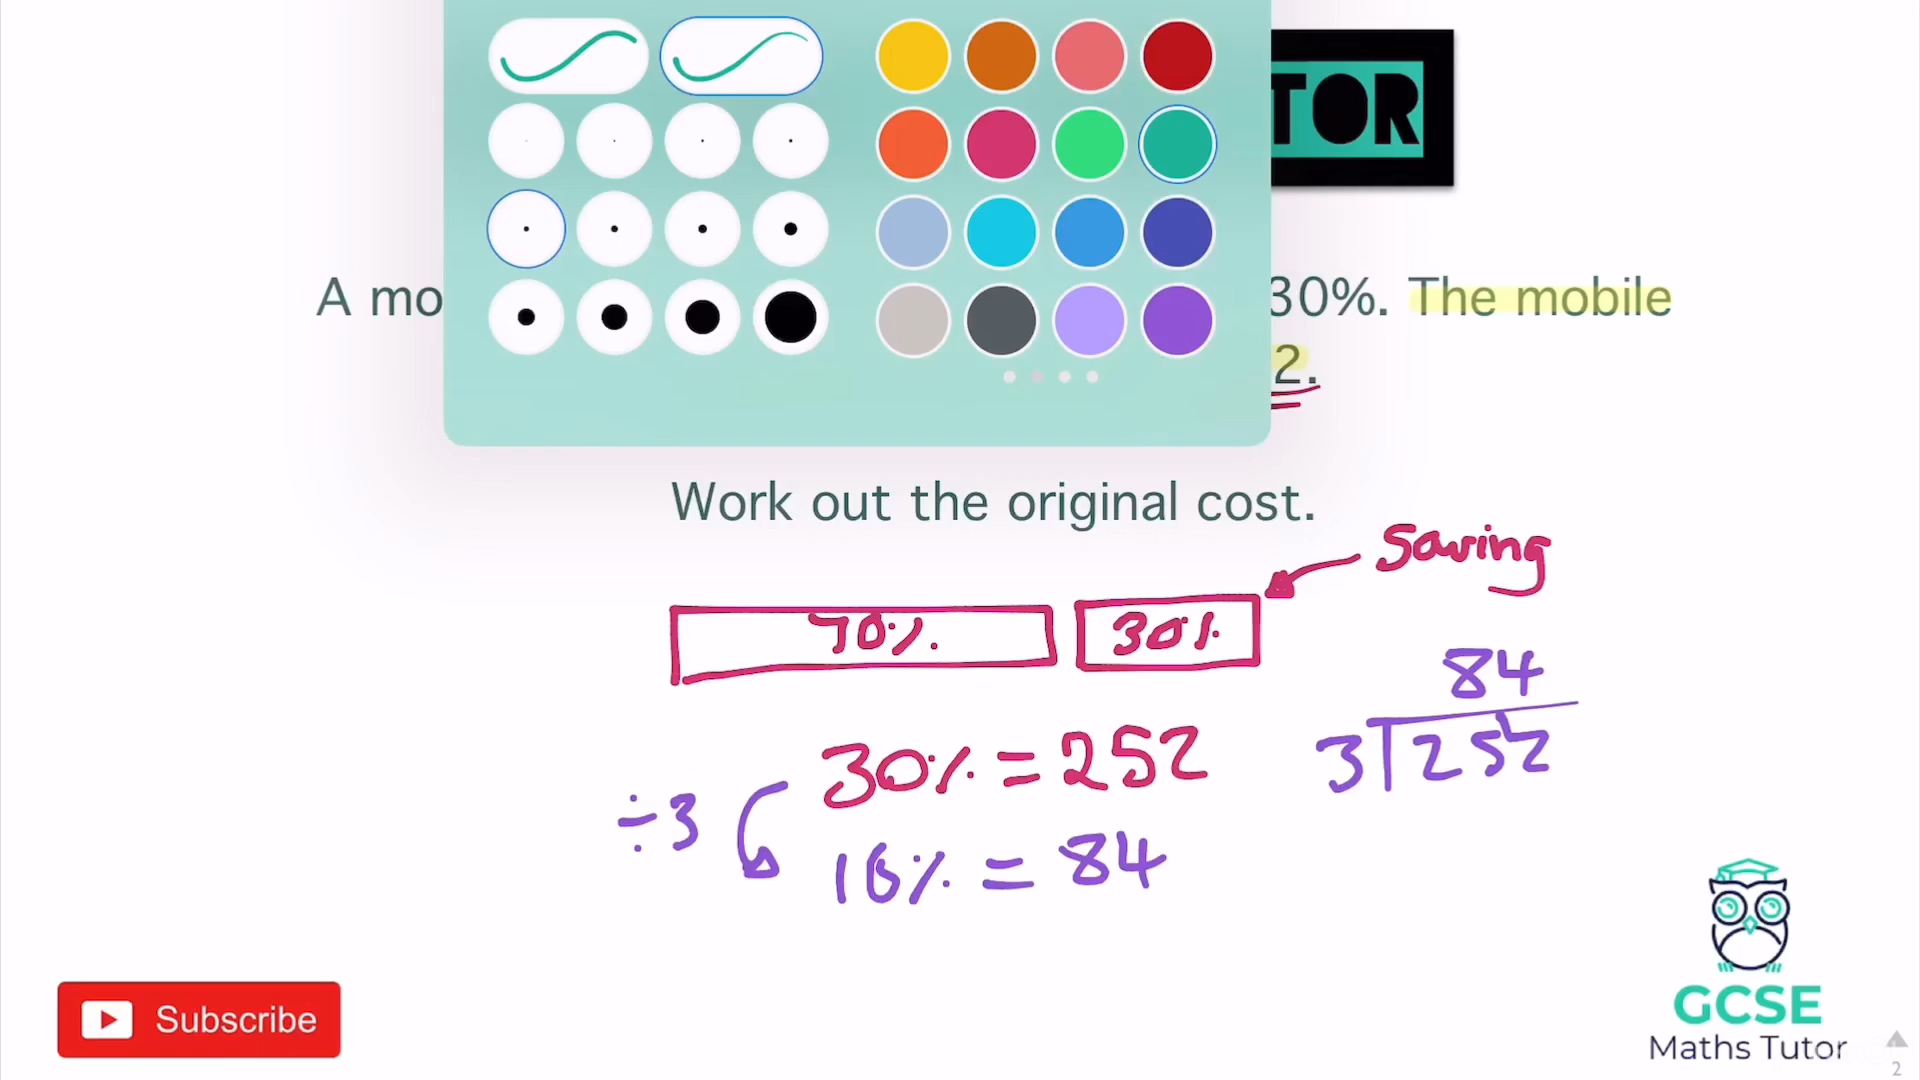 TOR
A mo 30%. The mobile
2.
Work out the original cost.
Saving
70% 30%
84
30% = 252
3 252
÷3
10% = 84
Subscribe
GCSE
Maths Tutor
2